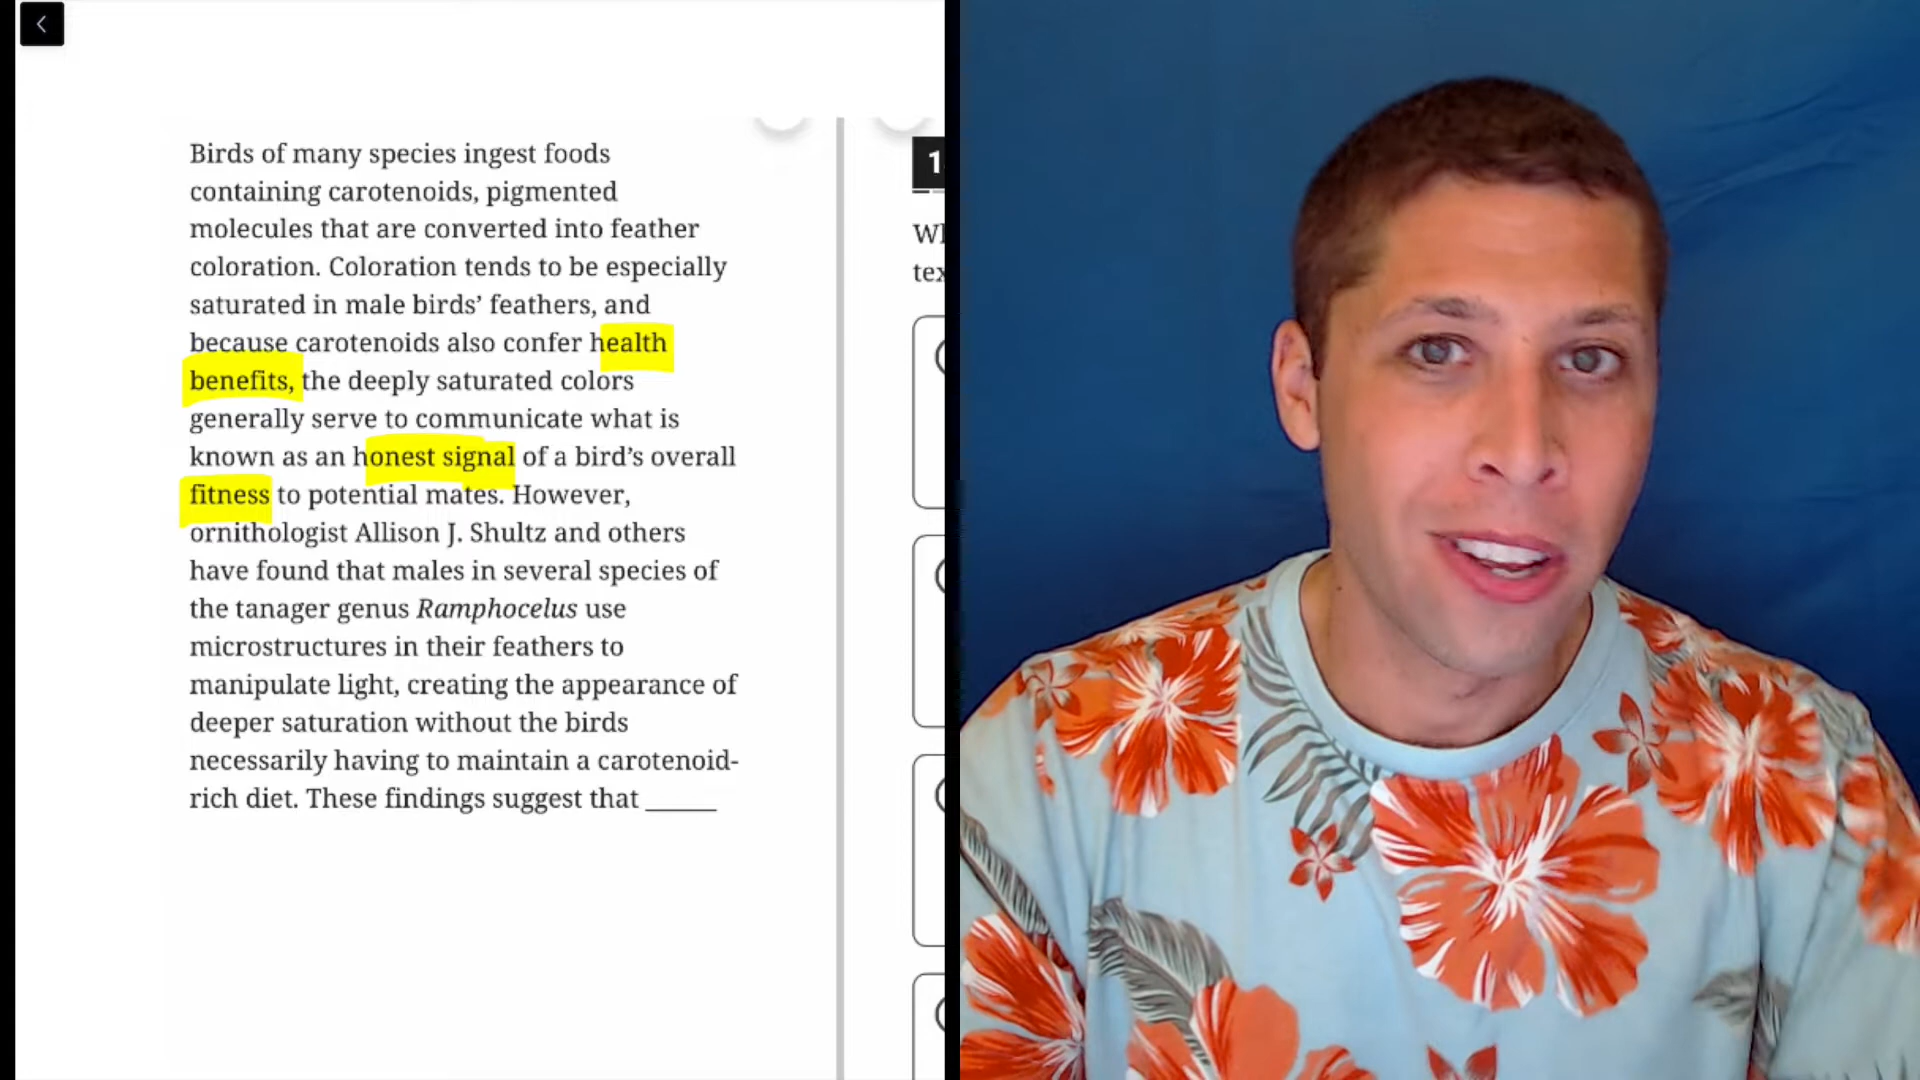 Birds of many species ingest foods
containing carotenoids, pigmented
molecules that are converted into feather
coloration. Coloration tends to be especially
saturated in male birds’ feathers, and
because carotenoids also confer health
benefits, the deeply saturated colors
generally serve to communicate what is
known as an honest signal of a bird’s overall
fitness to potential mates. However,
ornithologist Allison J. Shultz and others
have found that males in several species of
the tanager genus Ramphocelus use
microstructures in their feathers to
manipulate light, creating the appearance of
deeper saturation without the birds
necessarily having to maintain a carotenoid-
rich diet. These findings suggest that ______
1